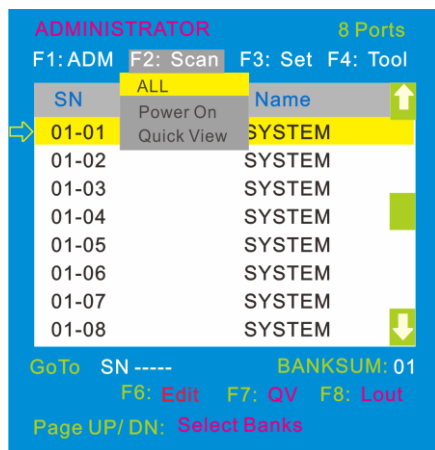 ADMINISTRATOR 8 Ports
F1: ADM F2: Scan F3: Set F4: Tool
ALL
SN Name
Power On
Quick View
01-01 SYSTEM
01-02 SYSTEM
01-03 SYSTEM
01-04 SYSTEM
01-05 SYSTEM
01-06 SYSTEM
01-07 SYSTEM
01-08 SYSTEM
GoTo SN ----- BANKSUM: 01
F6: Edit F7: QV F8: Lout
Page UP/ DN: Select Banks